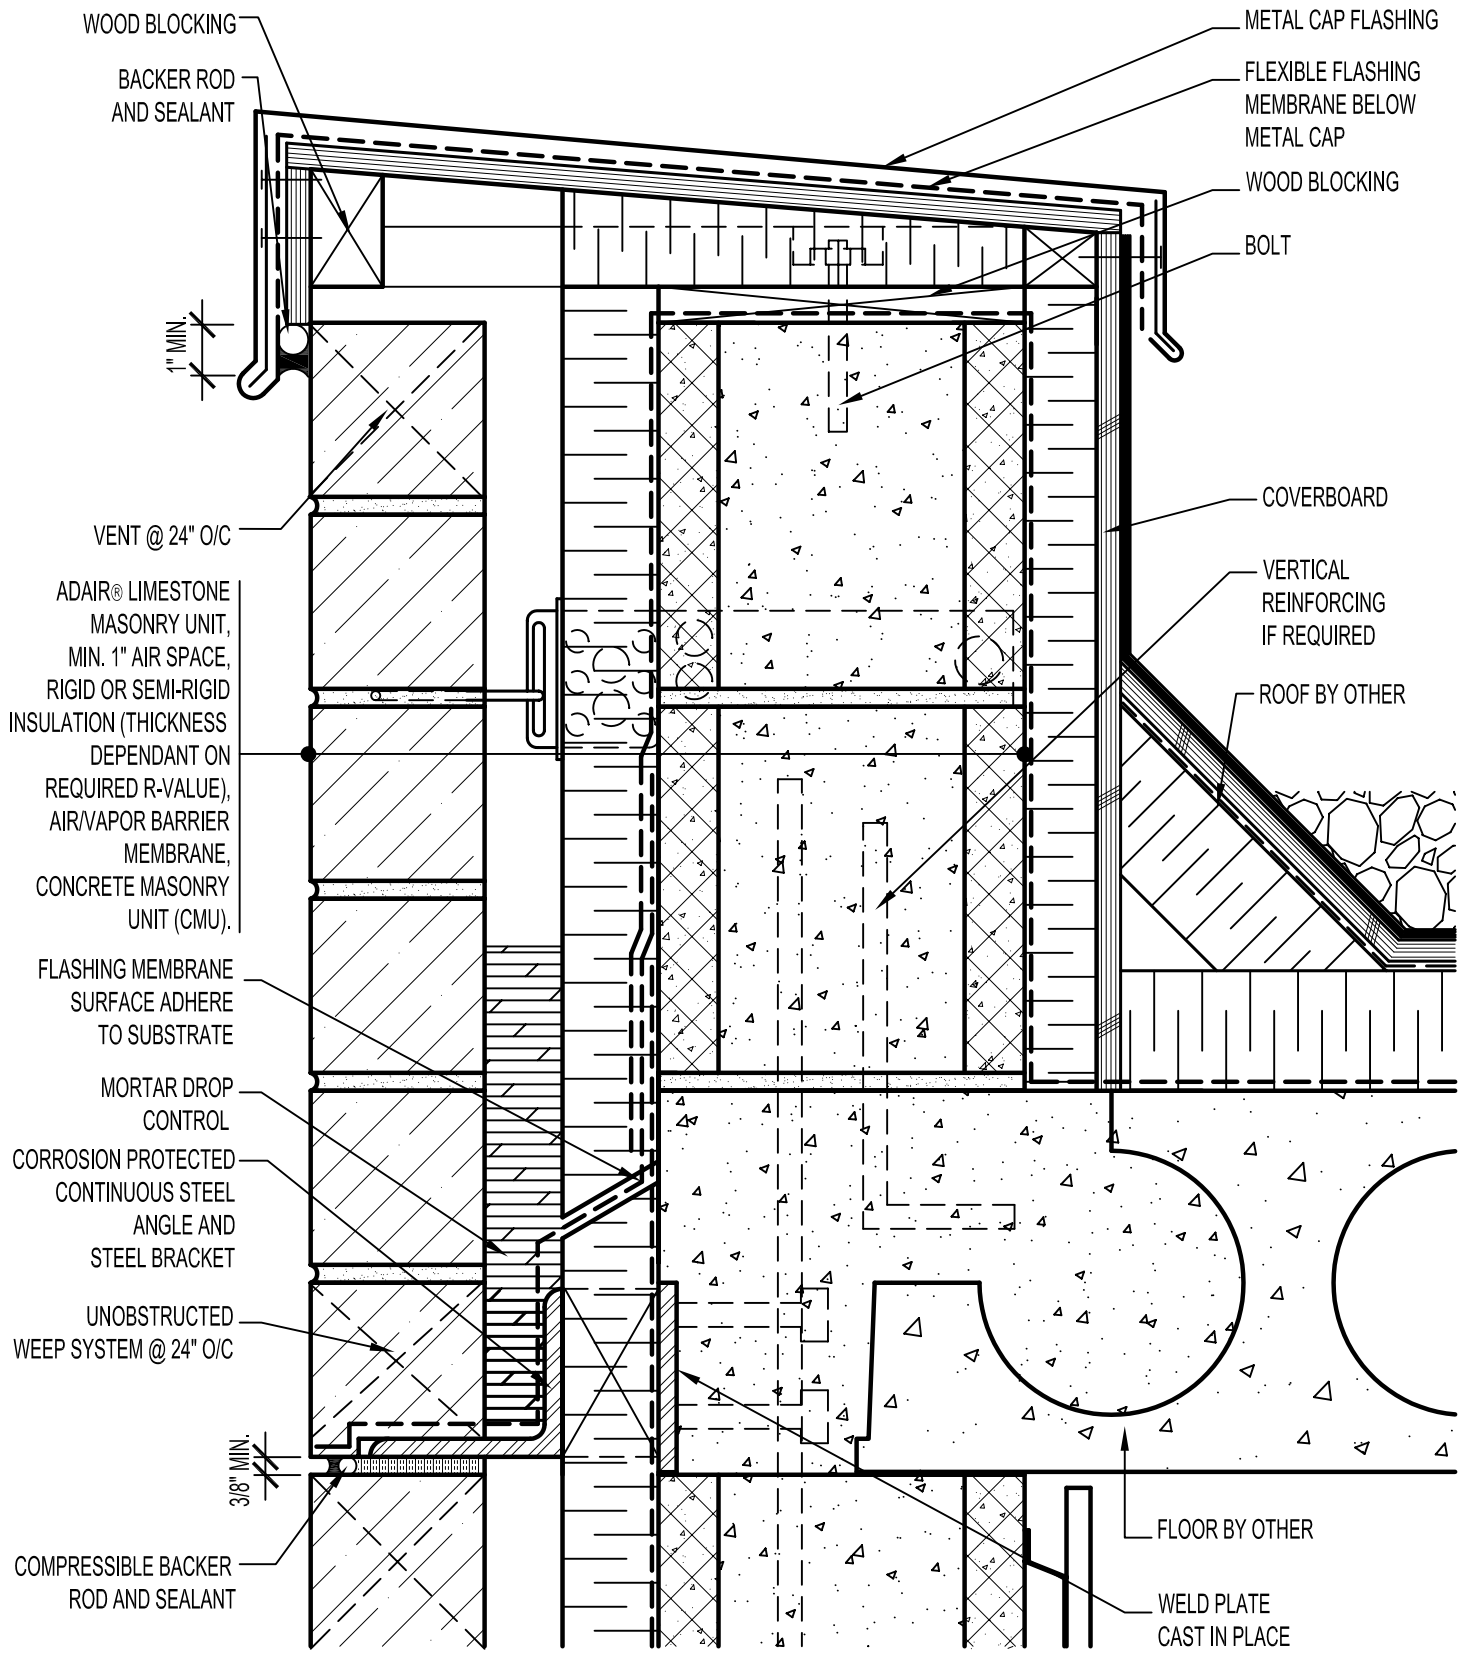 WOOD BLOCKING
BACKER ROD
AND SEALANT
1" MIN.
VENT @ 24" O/C
ADAIR® LIMESTONE
MASONRY UNIT,
MIN. 1" AIR SPACE,
RIGID OR SEMI-RIGID
INSULATION (THICKNESS
DEPENDANT ON
REQUIRED R-VALUE),
AIR/VAPOR BARRIER
MEMBRANE,
CONCRETE MASONRY
UNIT (CMU).
FLASHING MEMBRANE
SURFACE ADHERE
TO SUBSTRATE
MORTAR DROP
CONTROL
CORROSION PROTECTED
CONTINUOUS STEEL
ANGLE AND
STEEL BRACKET
UNOBSTRUCTED
WEEP SYSTEM @ 24" O/C
3/8" MIN.
COMPRESSIBLE BACKER
ROD AND SEALANT
METAL CAP FLASHING
FLEXIBLE FLASHING
MEMBRANE BELOW
METAL CAP
WOOD BLOCKING
BOLT
COVERBOARD
VERTICAL
REINFORCING
IF REQUIRED
ROOF BY OTHER
FLOOR BY OTHER
WELD PLATE
CAST IN PLACE